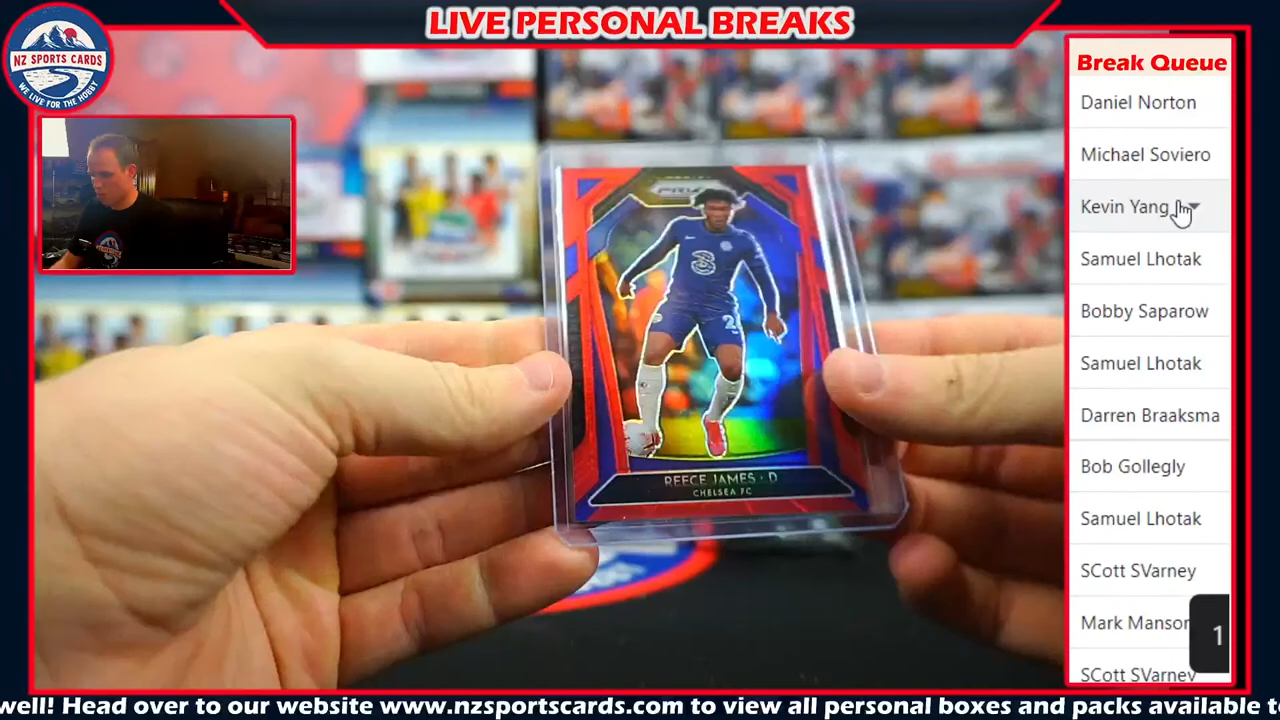 LIVE PERSONAL BREAKS
NZ SPORTS CARDS
WE LIVE FOR THE HOBBY
Break Queue
Daniel Norton
Michael Soviero
Kevin Yang
Samuel Lhotak
Bobby Saparow
Samuel Lhotak
Darren Braaksma
Bob Gollegly
Samuel Lhotak
SCott SVarney
Mark Manson
SCott SVarney
1
PRIZM
3
2
REECE JAMES · D
CHELSEA FC
well! Head over to our website www.nzsportscards.com to view all personal boxes and packs available t